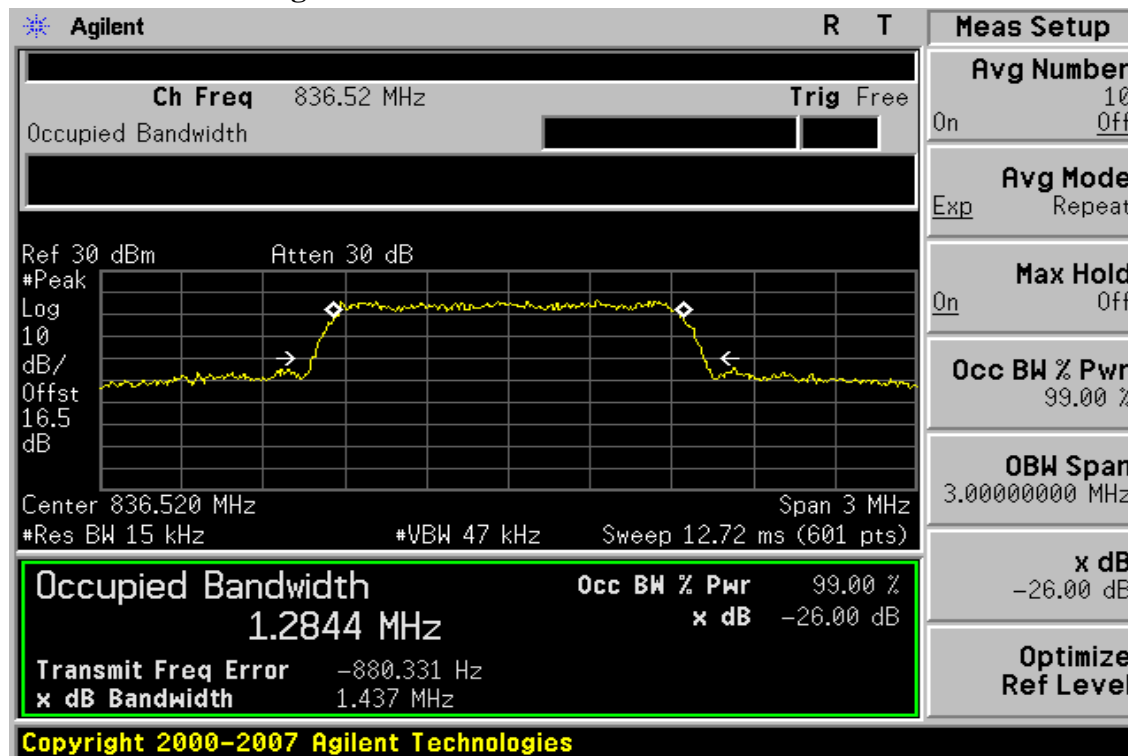 Agilent R T Meas Setup
Ch Freq 836.52 MHz Trig Free
Occupied Bandwidth
Ref 30 dBm Atten 30 dB
#Peak
Log
10
dB/
Offst
16.5
dB
Center 836.520 MHz Span 3 MHz
#Res BW 15 kHz #VBW 47 kHz Sweep 12.72 ms (601 pts)
Occupied Bandwidth Occ BW % Pwr 99.00 %
1.2844 MHz x dB -26.00 dB
Transmit Freq Error -880.331 Hz
x dB Bandwidth 1.437 MHz
Copyright 2000-2007 Agilent Technologies
Avg Number
10
On Off
Avg Mode
Exp Repeat
Max Hold
On Off
Occ BW % Pwr
99.00 %
OBW Span
3.00000000 MHz
x dB
-26.00 dB
Optimize
Ref Level